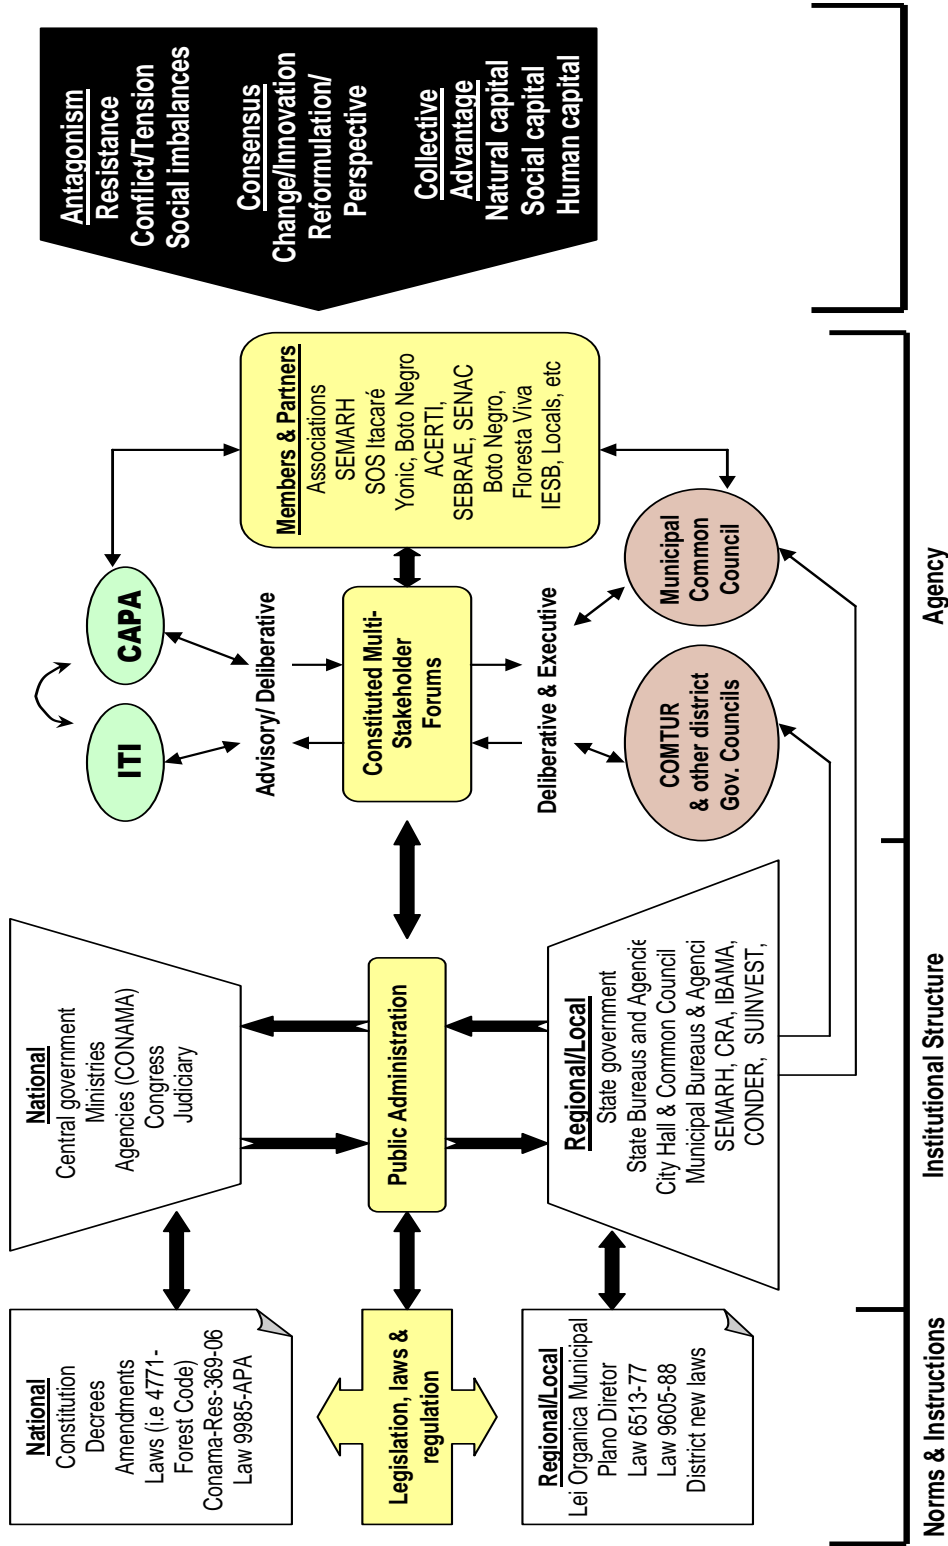 National
Constitution
Decrees
Amendments
Laws (i.e 4771-
Forest Code)
Conama-Res-369-06
Law 9985-APA
Legislation, laws &
regulation
Regional/Local
Lei Organica Municipal
Plano Diretor
Law 6513-77
Law 9605-88
District new laws
National
Central government
Ministries
Agencies (CONAMA)
Congress
Judiciary
Public Administration
Regional/Local
State government
State Bureaus and Agencie
City Hall & Common Council
Municipal Bureaus & Agenci
SEMARH, CRA, IBAMA,
CONDER, SUINVEST,
ITI
CAPA
Advisory/ Deliberative
Constituted Multi-
Stakeholder
Forums
Deliberative & Executive
COMTUR
& other district
Gov. Councils
Municipal
Common
Council
Members & Partners
Associations
SEMARH
SOS Itacaré
Yonic, Boto Negro
ACERTI,
SEBRAE, SENAC
Boto Negro,
Floresta Viva
IESB, Locals, etc
Antagonism
Resistance
Conflict/Tension
Social imbalances
Consensus
Change/Innovation
Reformulation/
Perspective
Collective
Advantage
Natural capital
Social capital
Human capital
Norms & Instructions
Institutional Structure
Agency